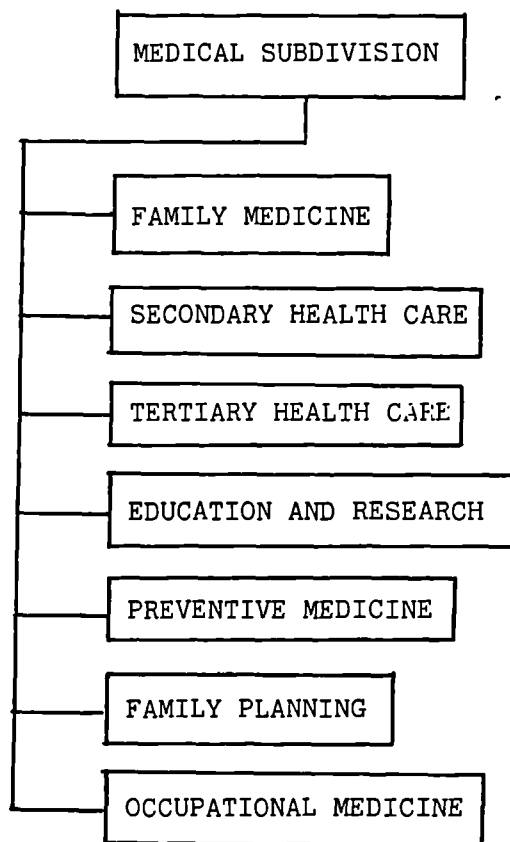 MEDICAL SUBDIVISION
FAMILY MEDICINE
SECONDARY HEALTH CARE
TERTIARY HEALTH CARE
EDUCATION AND RESEARCH
PREVENTIVE MEDICINE
FAMILY PLANNING
OCCUPATIONAL MEDICINE